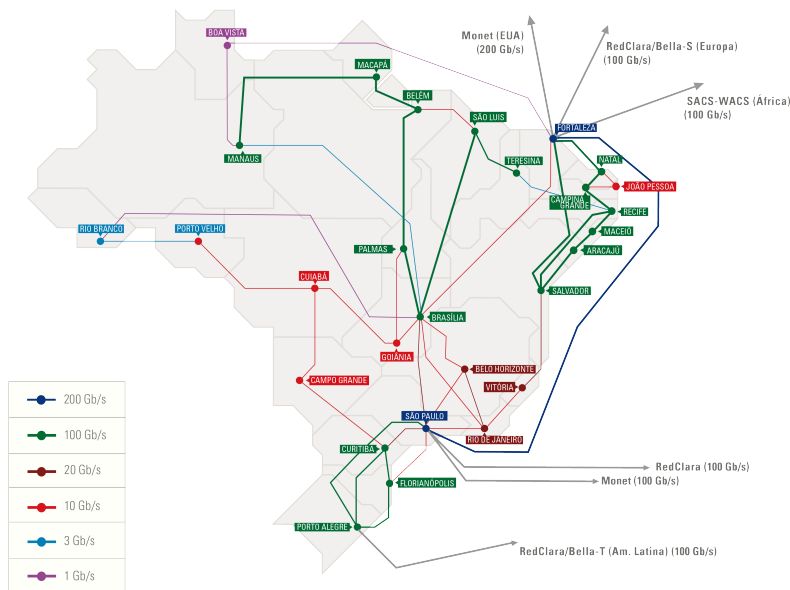 BOA VISTA
MACAPÁ
BELÉM
SÃO LUIS
MANAUS
TERESINA
Monet (EUA)
(200 Gb/s)
RedClara/Bella-S (Europa)
(100 Gb/s)
SACS-WACS (África)
(100 Gb/s)
FORTALEZA
NATAL
JOÃO PESSOA
CAMPINA
GRANDE
RECIFE
MACEIÓ
ARACAJÚ
SALVADOR
RIO BRANCO
PORTO VELHO
PALMAS
CUIABÁ
BRASÍLIA
GOIÂNIA
CAMPO GRANDE
BELO HORIZONTE
VITÓRIA
SÃO PAULO
RIO DE JANEIRO
CURITIBA
FLORIANÓPOLIS
PORTO ALEGRE
RedClara (100 Gb/s)
Monet (100 Gb/s)
RedClara/Bella-T (Am. Latina) (100 Gb/s)
200 Gb/s
100 Gb/s
20 Gb/s
10 Gb/s
3 Gb/s
1 Gb/s